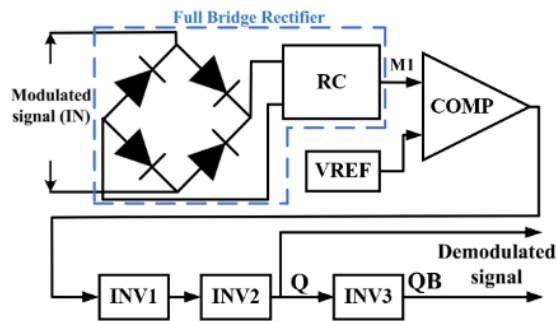 Full Bridge Rectifier
Modulated
signal (IN)
RC
M1
COMP
VREF
Demodulated
signal
INV1
INV2
Q
INV3
QB